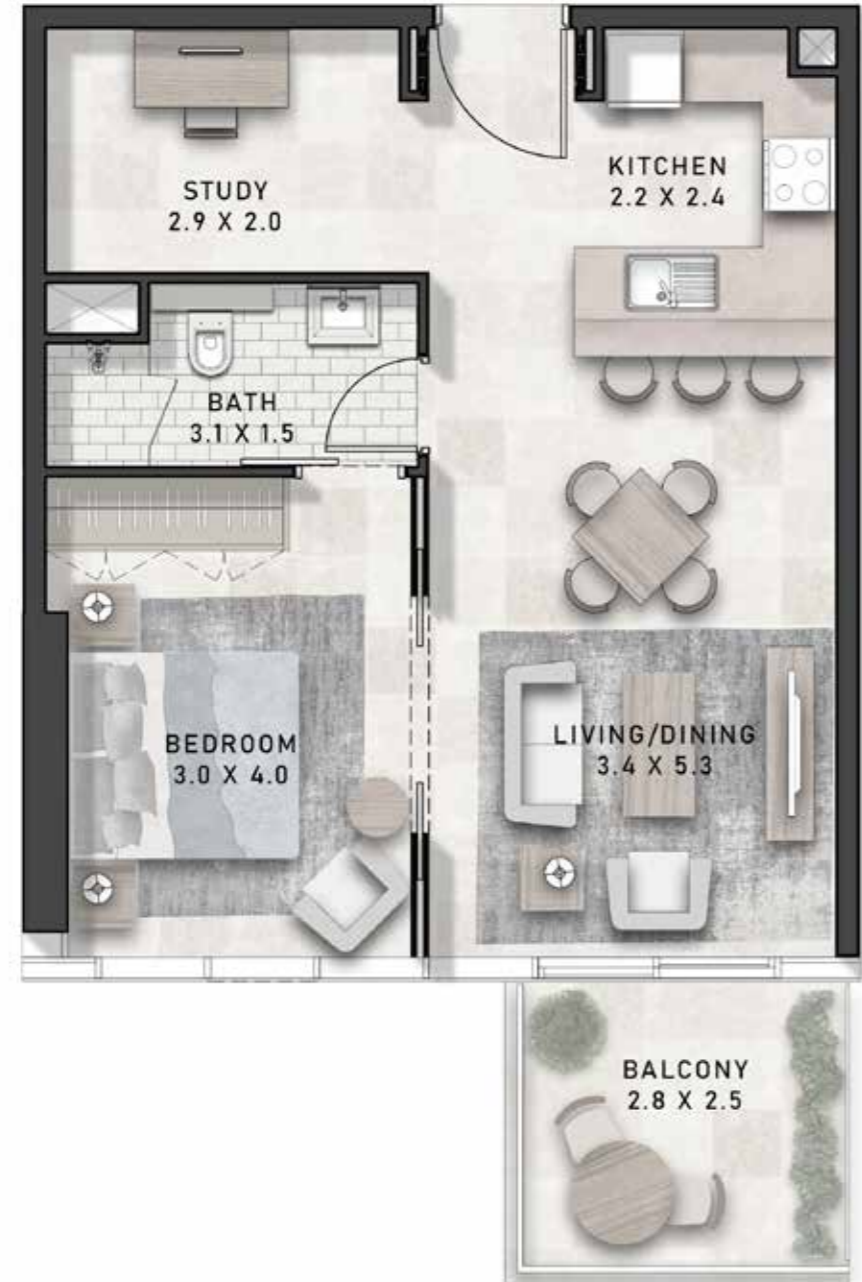 STUDY
2.9 X 2.0
KITCHEN
2.2 X 2.4
BATH
3.1 X 1.5
BEDROOM
3.0 X 4.0
LIVING/DINING
3.4 X 5.3
BALCONY
2.8 X 2.5